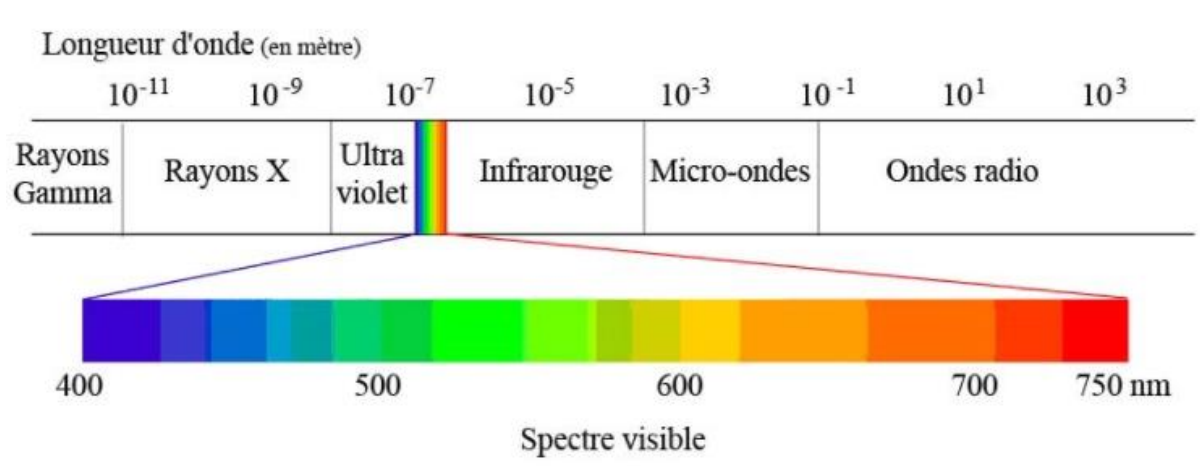 Longueur d'onde (en mètre)
10⁻¹¹ 10⁻⁹ 10⁻⁷ 10⁻⁵ 10⁻³ 10⁻¹ 10¹ 10³
Rayons Gamma
Rayons X
Ultra violet
Infrarouge
Micro-ondes
Ondes radio
400 500 600 700 750 nm
Spectre visible